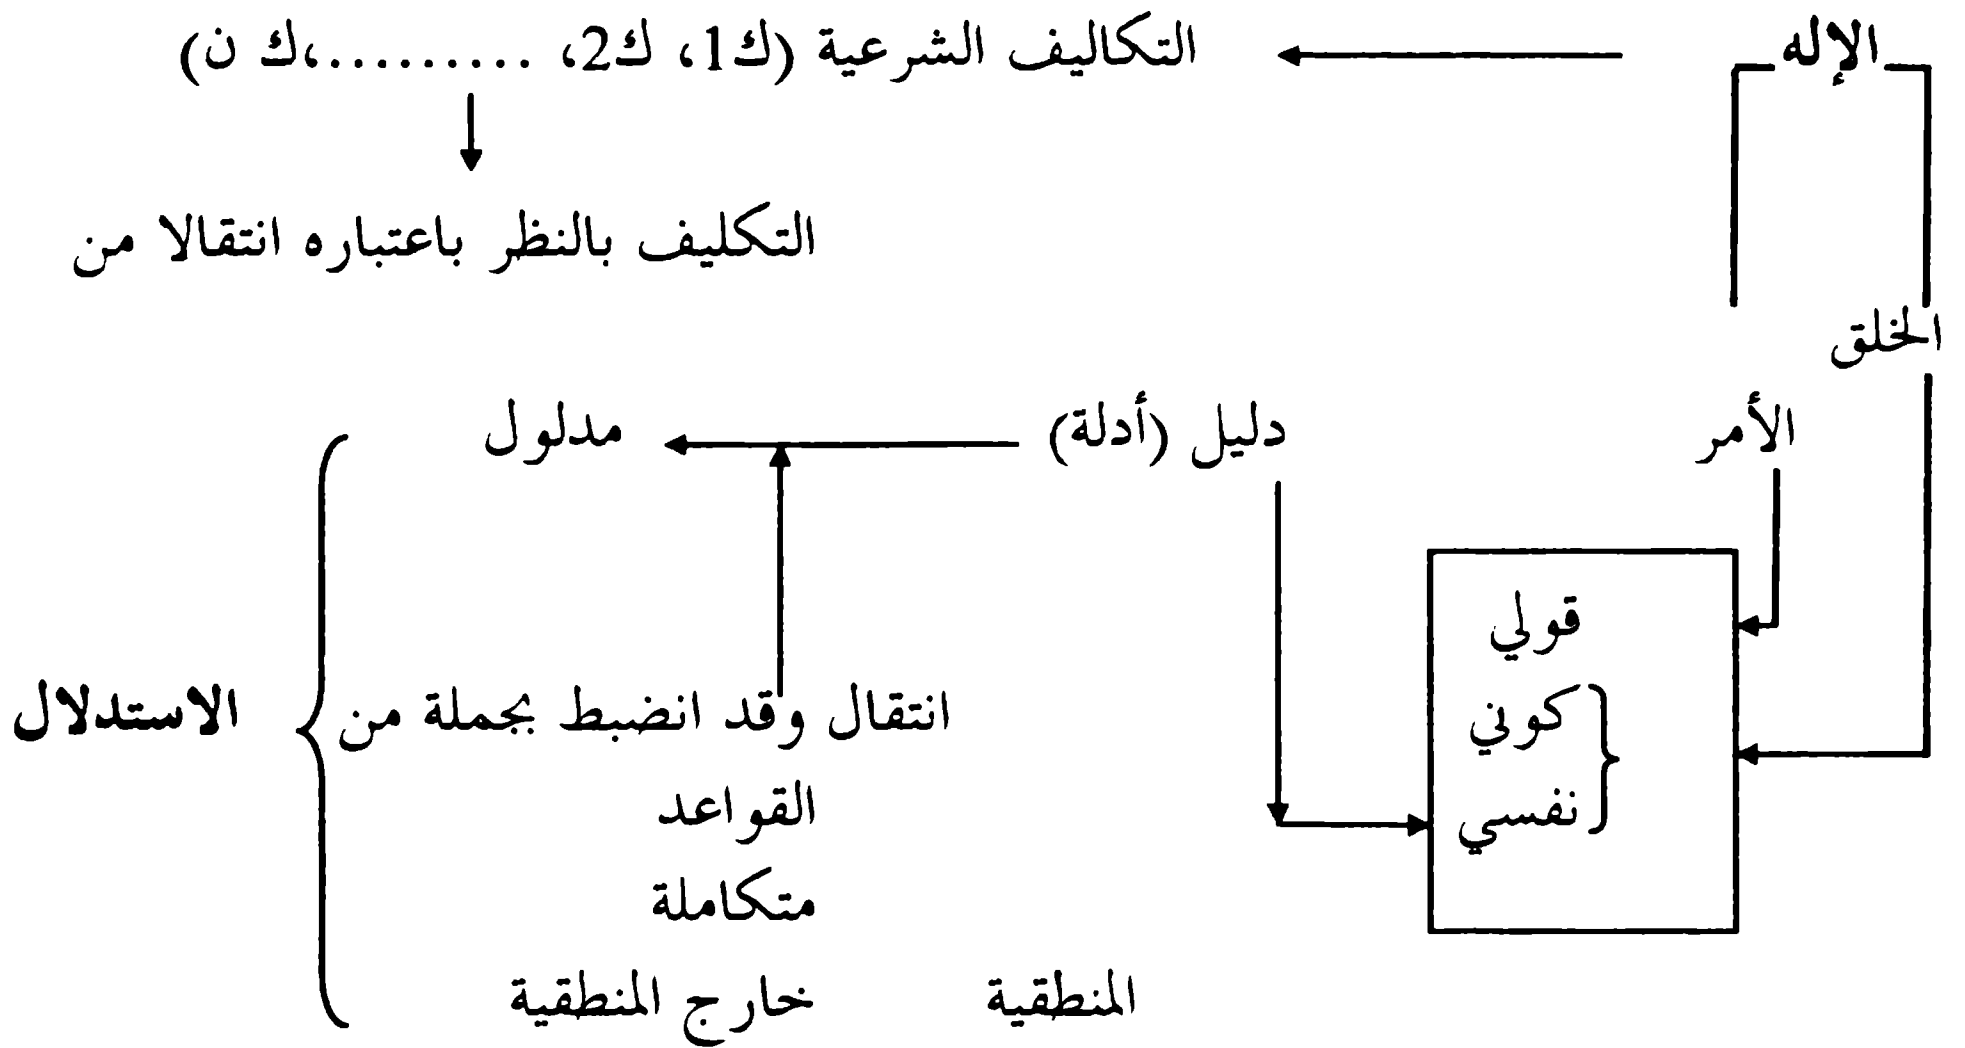 الإله التكاليف الشرعية (ك1، ك2، .........،ك ن)
التكليف بالنظر باعتباره انتقالا من
الخلق
الأمر دليل (أدلة) مدلول
قولي
كوني
نفسي
انتقال وقد انضبط بجملة من
القواعد
متكاملة
المنطقية خارج المنطقية
الاستدلال